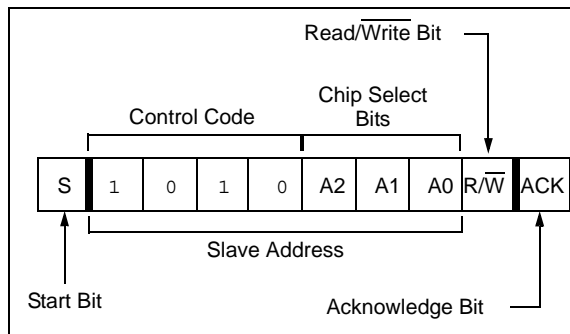 Read/Write Bit
Chip Select
Bits
Control Code
S 1 0 1 0 A2 A1 A0 R/W ACK
Slave Address
Start Bit
Acknowledge Bit